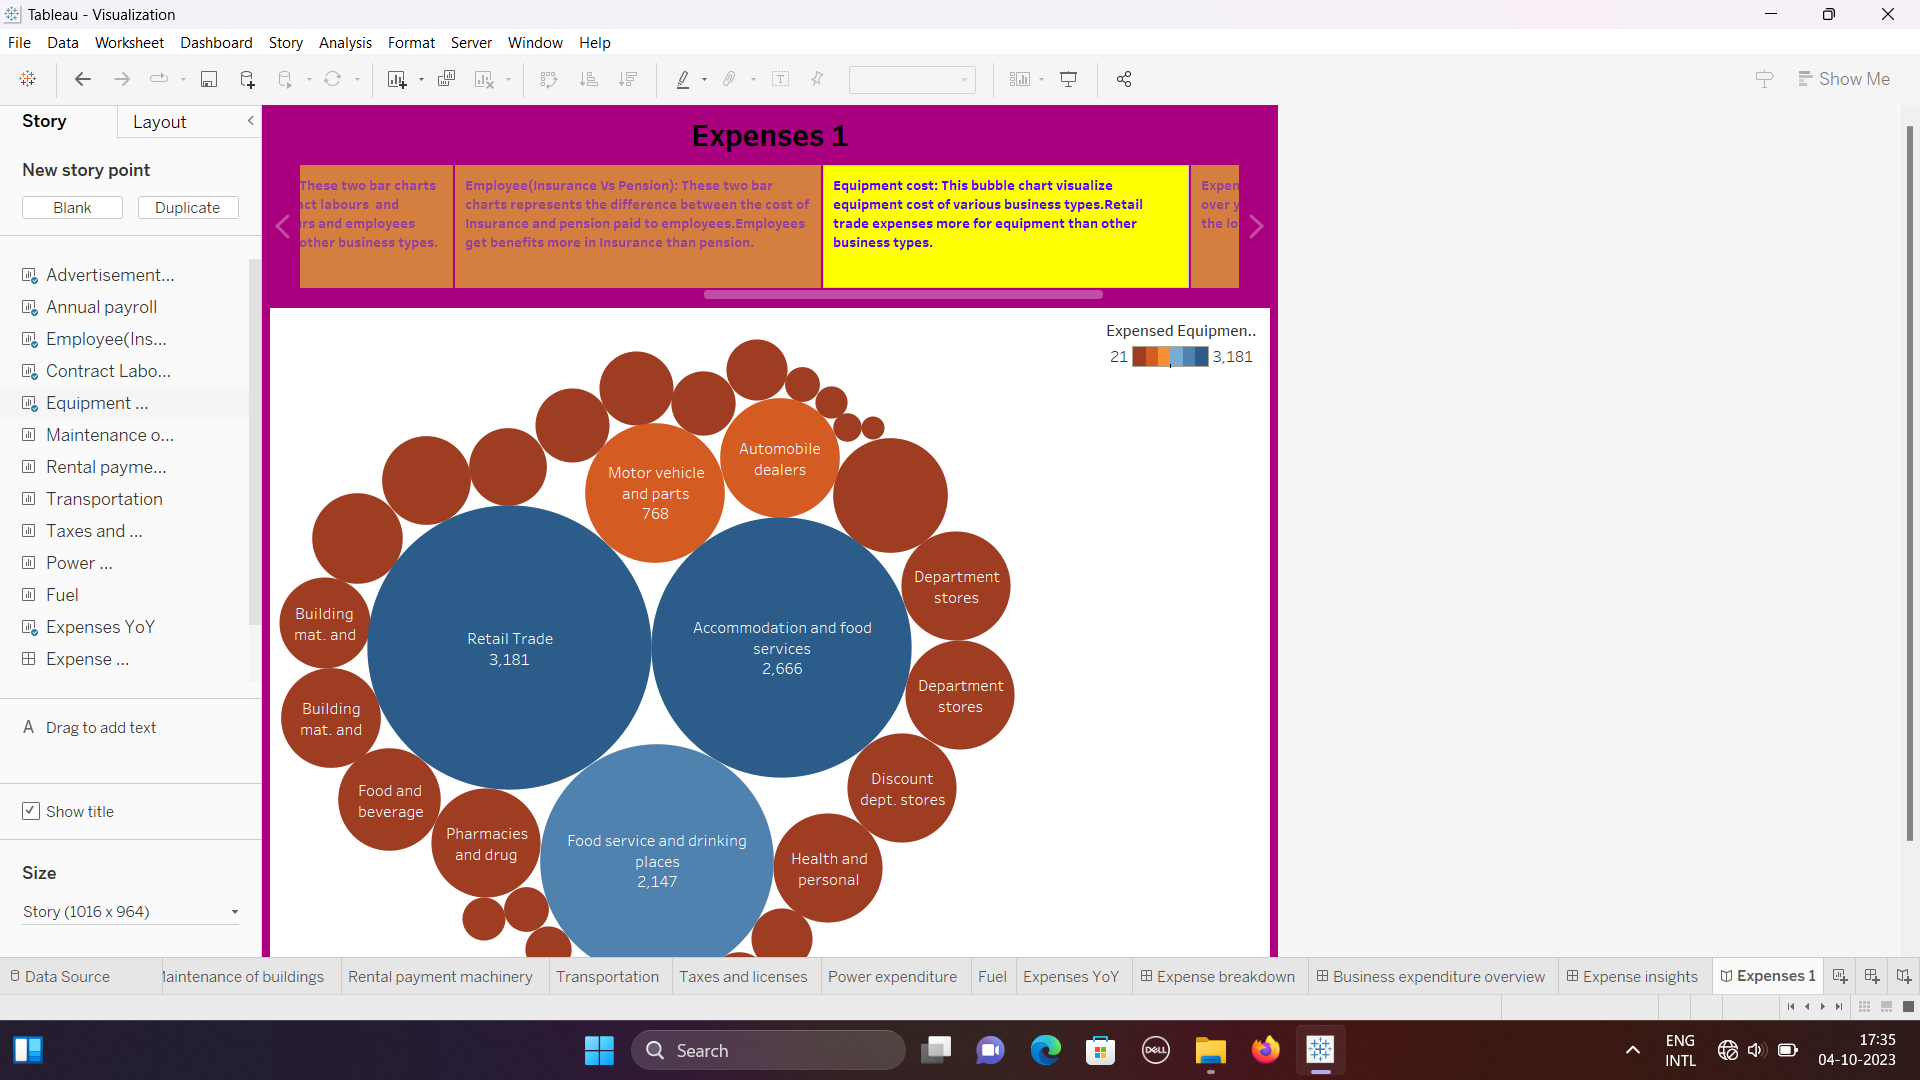 Tableau - Visualization
File Data Worksheet Dashboard Story Analysis Format Server Window Help
Show Me
Story Layout
New story point
Blank Duplicate
Advertisement...
Annual payroll
Employee(Ins...
Contract Labo...
Equipment ...
Maintenance o...
Rental payme...
Transportation
Taxes and ...
Power ...
Fuel
Expenses YoY
Expense ...
A Drag to add text
Show title
Size
Story (1016 x 964)
Expenses 1
These two bar charts
ct labours and
rs and employees
other business types.
Employee(Insurance Vs Pension): These two bar
charts represents the difference between the cost of
Insurance and pension paid to employees.Employees
get benefits more in Insurance than pension.
Equipment cost: This bubble chart visualize
equipment cost of various business types.Retail
trade expenses more for equipment than other
business types.
Expen
over y
the lo
Expensed Equipmen..
21 3,181
Automobile
dealers
Motor vehicle
and parts
768
Department
stores
Building
mat. and
Retail Trade
3,181
Accommodation and food
services
2,666
Department
stores
Building
mat. and
Discount
dept. stores
Food and
beverage
Pharmacies
and drug
Food service and drinking
places
2,147
Health and
personal
Data Source
Maintenance of buildings
Rental payment machinery
Transportation
Taxes and licenses
Power expenditure
Fuel
Expenses YoY
Expense breakdown
Business expenditure overview
Expense insights
Expenses 1
Search
DELL
ENG
INTL
17:35
04-10-2023